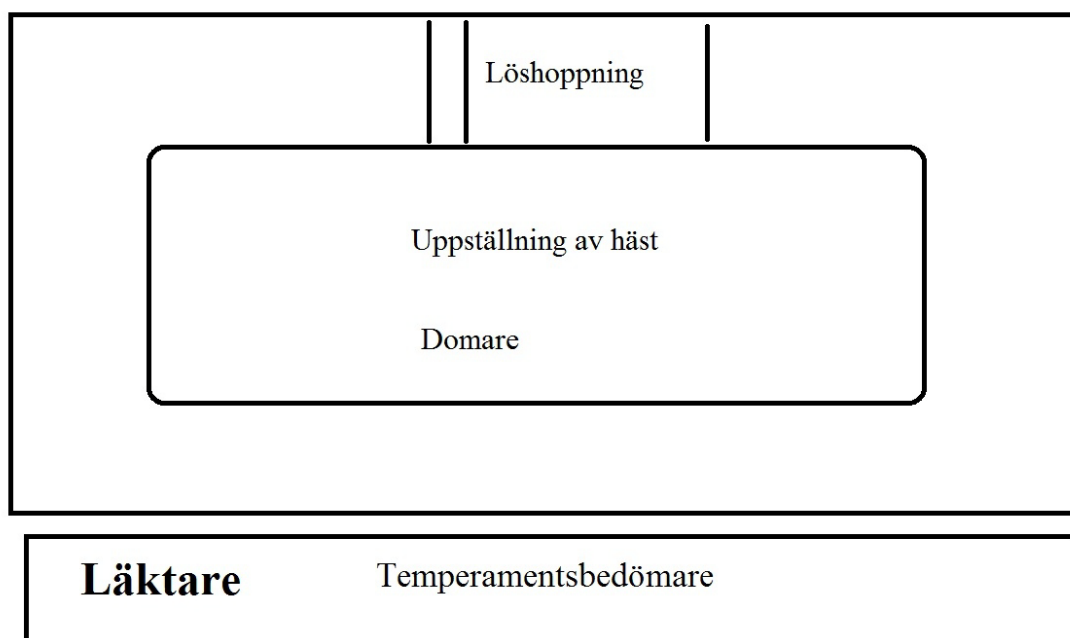 Löshoppning
Uppställning av häst
Domare
Läktare
Temperamentsbedömare